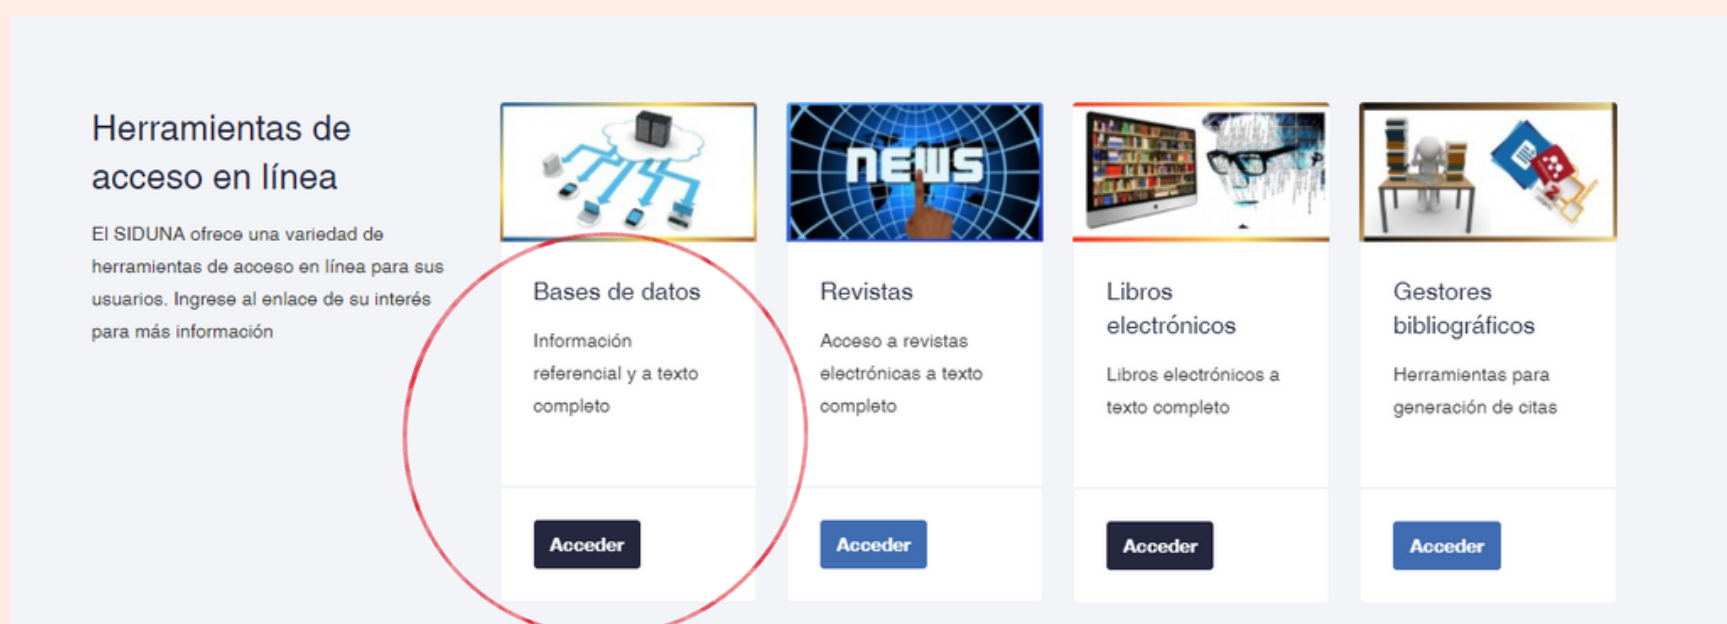 Herramientas de
acceso en línea
El SIDUNA ofrece una variedad de
herramientas de acceso en línea para sus
usuarios. Ingrese al enlace de su interés
para más información
Bases de datos
Información
referencial y a texto
completo
Acceder
NEWS
Revistas
Acceso a revistas
electrónicas a texto
completo
Acceder
Libros
electrónicos
Libros electrónicos a
texto completo
Acceder
Gestores
bibliográficos
Herramientas para
generación de citas
Acceder